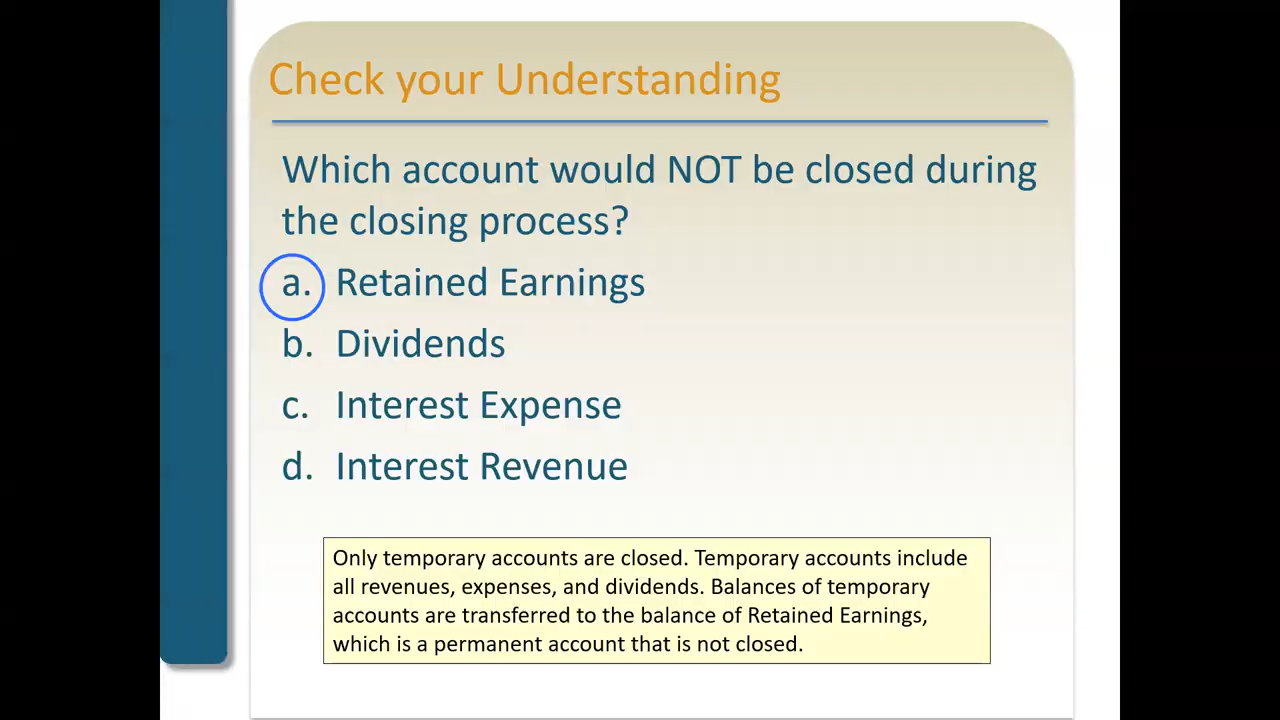 Check your Understanding
Which account would NOT be closed during
the closing process?
a. Retained Earnings
b. Dividends
c. Interest Expense
d. Interest Revenue
Only temporary accounts are closed. Temporary accounts include
all revenues, expenses, and dividends. Balances of temporary
accounts are transferred to the balance of Retained Earnings,
which is a permanent account that is not closed.